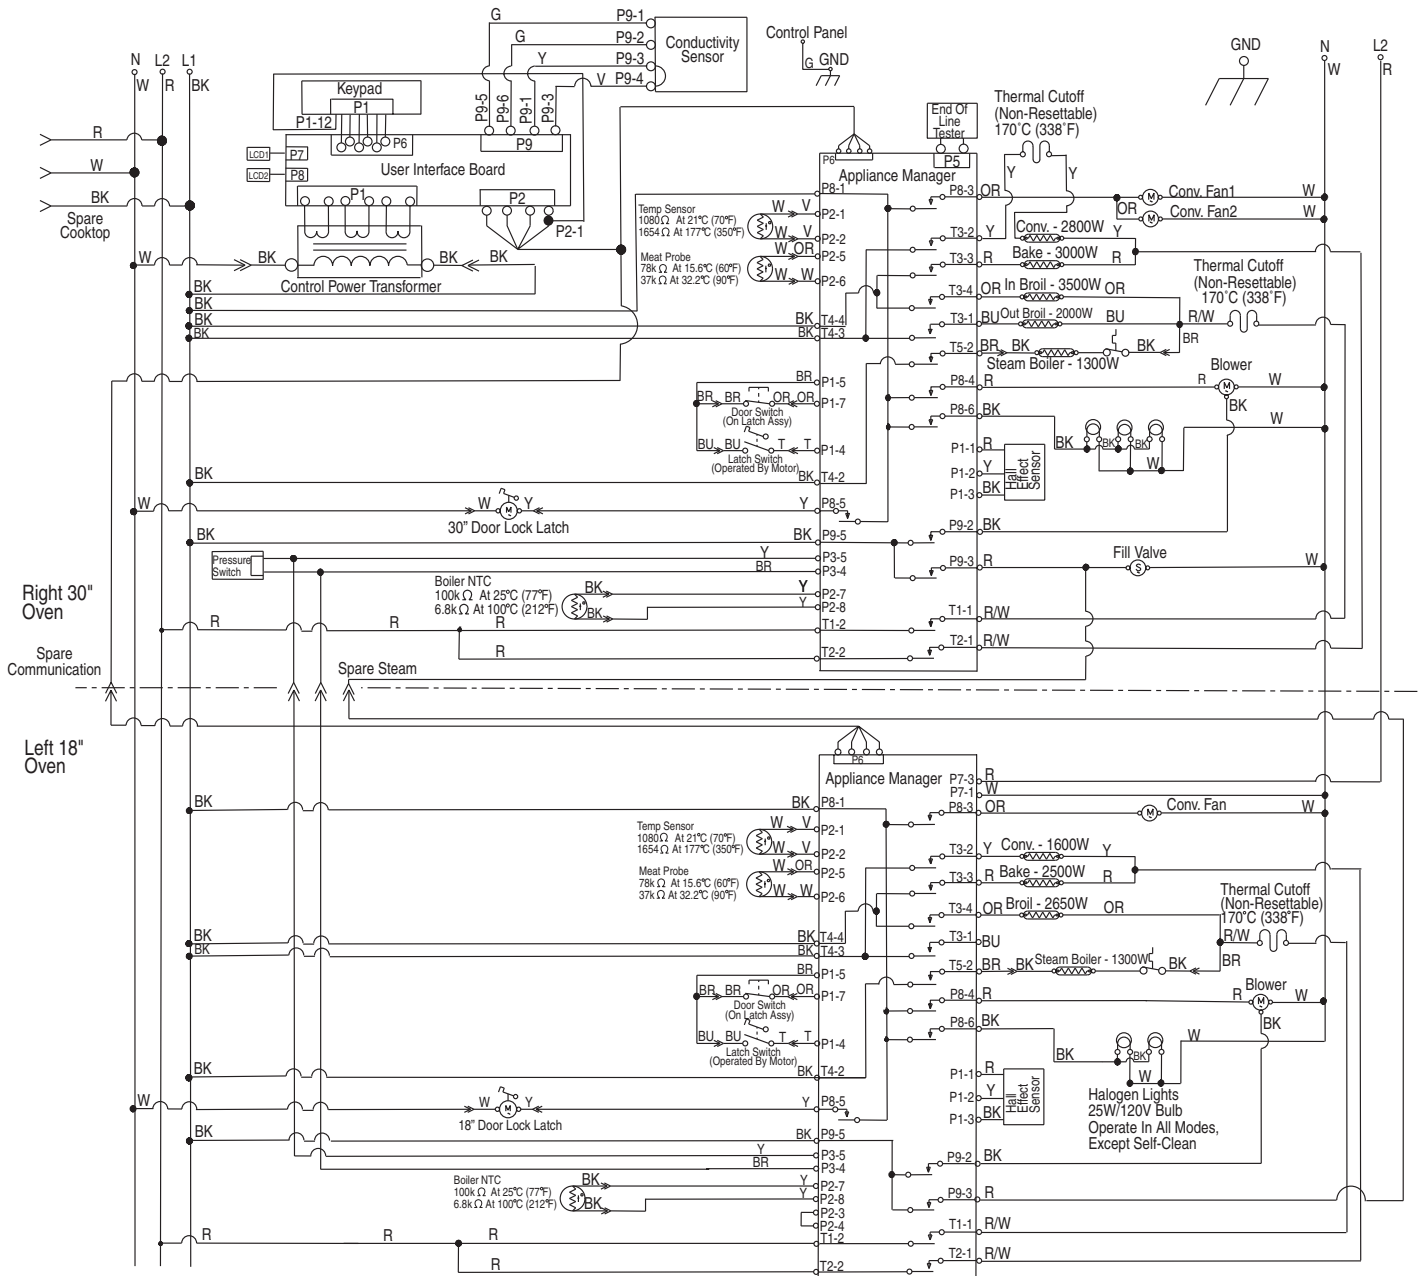 G P9-1
G P9-2
Y P9-3
V P9-4
Conductivity
Sensor
Control Panel
G GND
GND
N L2 L1
W R BK
N L2
W R
Keypad
P1
P1-12
P6
P9-5 P9-6 P9-1 P9-3
P9
LCD1 P7
LCD2 P8
User Interface Board
P1
P2
P2-1
R
W
BK
Spare
Cooktop
W BK BK BK
Control Power Transformer
BK
BK
BK
BK
End Of
Line
Tester
P5
P6
Appliance Manager
Thermal Cutoff
(Non-Resettable)
170˚C (338˚F)
Y Y
P8-1
Temp Sensor
1080Ω At 21°C (70°F)
1654 Ω At 177°C (350°F)
W V P2-1
W V P2-2
Meat Probe
78k Ω At 15.6°C (60°F)
37k Ω At 32.2°C (90°F)
W OR P2-5
W W P2-6
BK T4-4
BK T4-3
P8-3 OR Conv. Fan1 W
M
OR Conv. Fan2 W
M
T3-2 Y Conv. - 2800W Y
T3-3 R Bake - 3000W R
T3-4 OR In Broil - 3500W OR
T3-1 BU Out Broil - 2000W BU
R/W
BR
Thermal Cutoff
(Non-Resettable)
170˚C (338˚F)
T5-2 BR BK BK
Steam Boiler - 1300W
Blower
P8-4 R R M W
BK
P8-6 BK
BK BK BK
W
W
BR P1-5
BR BR OR OR P1-7
Door Switch
(On Latch Assy)
BU BU T T P1-4
Latch Switch
(Operated By Motor)
P1-1 R
P1-2 Y
P1-3 BK
Hall
Effect
Sensor
BK BK T4-2
W W M Y Y P8-5
30” Door Lock Latch
BK BK P9-5
P9-2 BK
Pressure
Switch
Y P3-5
BR P3-4
P9-3 R Fill Valve W
S
Boiler NTC
100k Ω At 25°C (77°F)
6.8k Ω At 100°C (212°F)
BK Y P2-7
BK Y P2-8
Right 30"
Oven
R R R T1-2
R T2-2
T1-1 R/W
T2-1 R/W
Spare
Communication
Spare Steam
Left 18"
Oven
P6
Appliance Manager
P7-3 R
P7-1 W
BK BK P8-1
P8-3 OR Conv. Fan W
M
Temp Sensor
1080Ω At 21°C (70°F)
1654 Ω At 177°C (350°F)
W V P2-1
W V P2-2
Meat Probe
78k Ω At 15.6°C (60°F)
37k Ω At 32.2°C (90°F)
W OR P2-5
W W P2-6
T3-2 Y Conv. - 1600W Y
T3-3 R Bake - 2500W R
T3-4 OR Broil - 2650W OR
Thermal Cutoff
(Non-Resettable)
170˚C (338˚F)
BK BK T4-4
BK BK T4-3
T3-1 BU
R/W
BR
T5-2 BR BK Steam Boiler - 1300W BK
BR P1-5
BR BR OR OR P1-7
Door Switch
(On Latch Assy)
BU BU T T P1-4
Latch Switch
(Operated By Motor)
Blower
P8-4 R R M W
BK
P8-6 BK
BK BK
W
W
P1-1 R
P1-2 Y
P1-3 BK
Hall
Effect
Sensor
Halogen Lights
25W/120V Bulb
Operate In All Modes,
Except Self-Clean
BK BK T4-2
W W M Y Y P8-5
18" Door Lock Latch
BK BK P9-5
Y P3-5
BR P3-4
P9-2 BK
Boiler NTC
100k Ω At 25°C (77°F)
6.8k Ω At 100°C (212°F)
BK Y P2-7
BK Y P2-8
P2-3
P2-4
P9-3 R
R R R T1-2
R T2-2
T1-1 R/W
T2-1 R/W